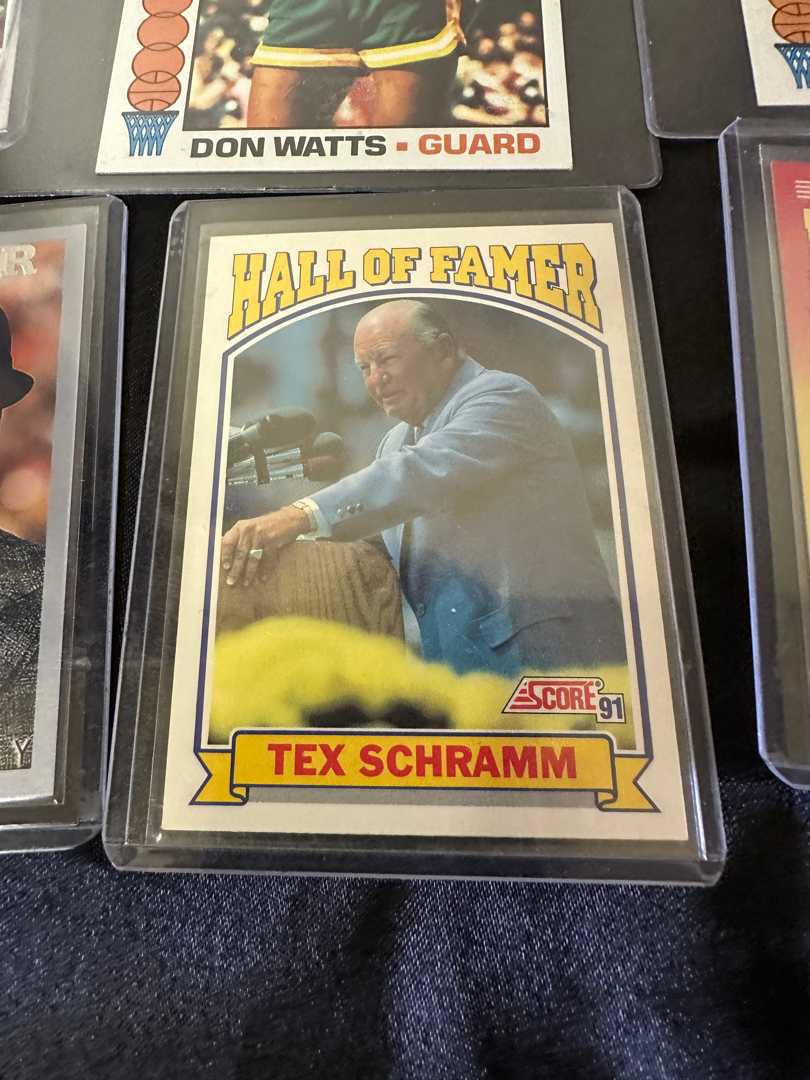 DON WATTS ▪ GUARD
HALL OF FAMER
SCORE® 91
TEX SCHRAMM